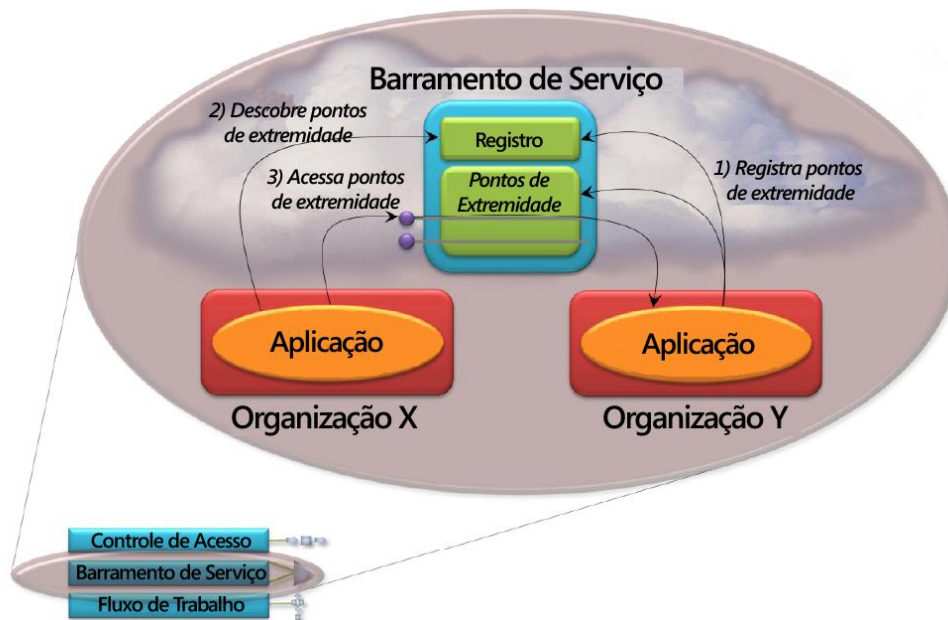 Barramento de Serviço
2) Descobre pontos
de extremidade
Registro
1) Registra pontos
de extremidade
3) Acessa pontos
de extremidade
Pontos de
Extremidade
Aplicação
Aplicação
Organização X
Organização Y
Controle de Acesso
Barramento de Serviço
Fluxo de Trabalho